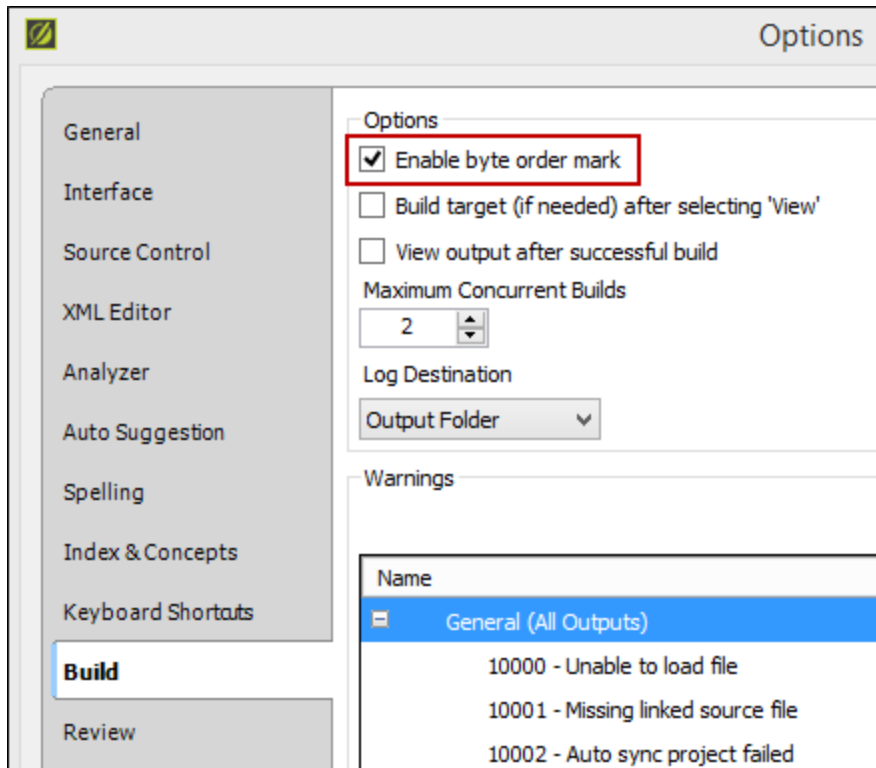 Options
General
Interface
Source Control
XML Editor
Analyzer
Auto Suggestion
Spelling
Index & Concepts
Keyboard Shortcuts
Build
Review
Options
Enable byte order mark
Build target (if needed) after selecting 'View'
View output after successful build
Maximum Concurrent Builds
2
Log Destination
Output Folder
Warnings
Name
General (All Outputs)
10000 - Unable to load file
10001 - Missing linked source file
10002 - Auto sync project failed